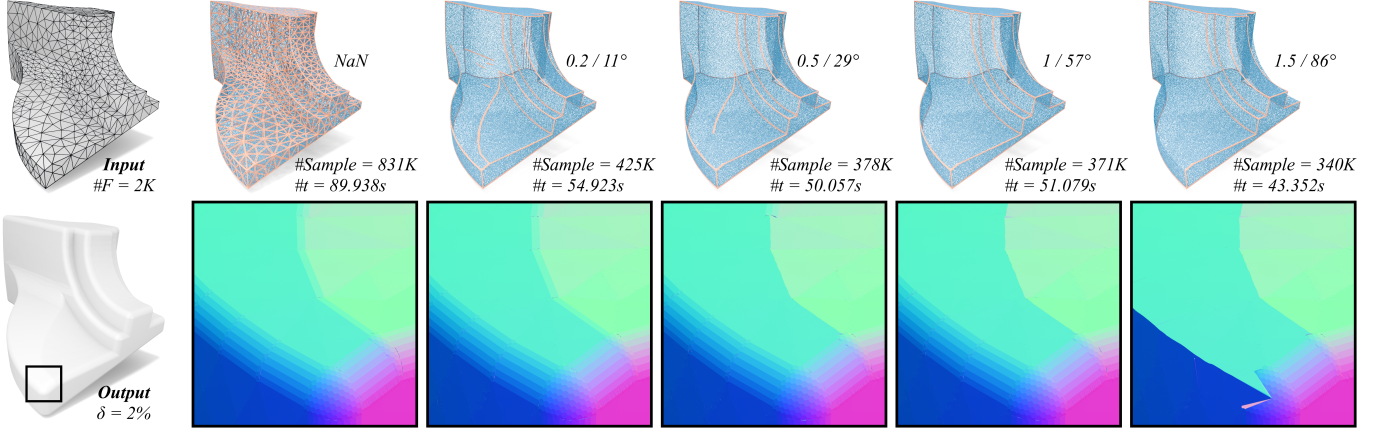 NaN
0.2 / 11°
0.5 / 29°
1 / 57°
1.5 / 86°
Input
#F = 2K
#Sample = 831K
#t = 89.938s
#Sample = 425K
#t = 54.923s
#Sample = 378K
#t = 50.057s
#Sample = 371K
#t = 51.079s
#Sample = 340K
#t = 43.352s
Output
δ = 2%